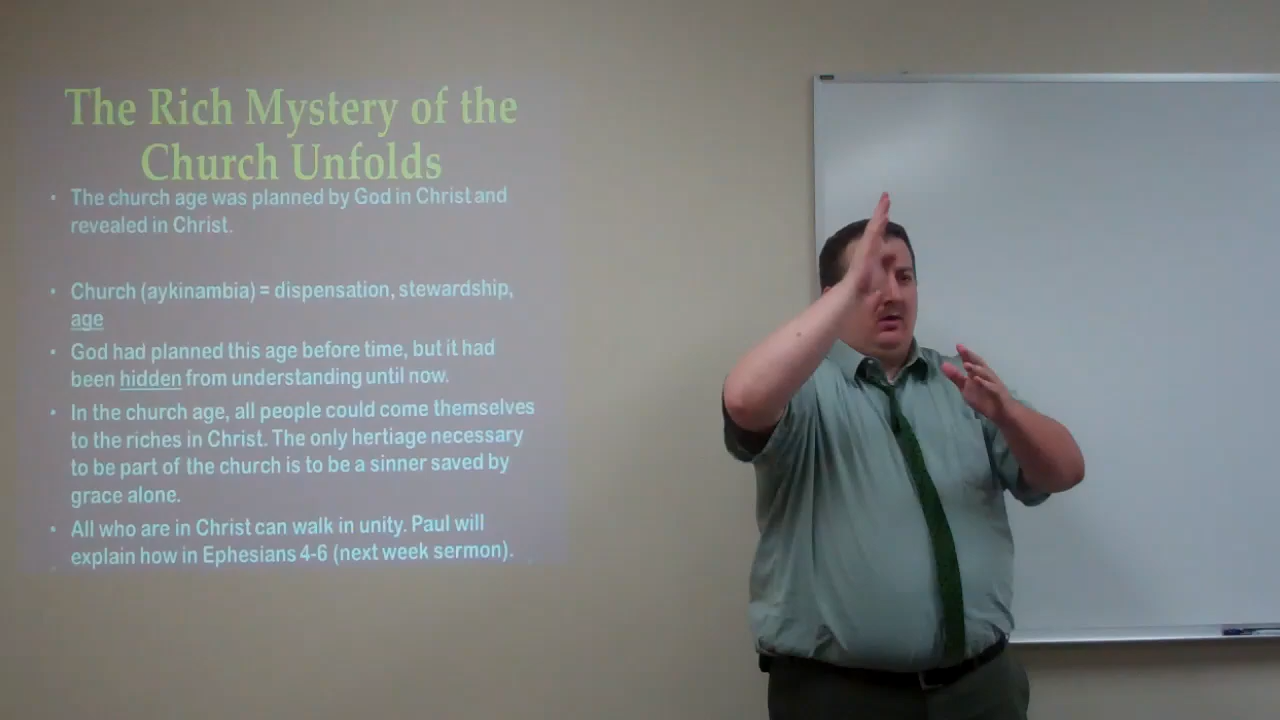 The Rich Mystery of the
Church Unfolds
• The church age was planned by God in Christ and
revealed in Christ.
• Church (aykinambia) = dispensation, stewardship,
age
• God had planned this age before time, but it had
been hidden from understanding until now.
• In the church age, all people could come themselves
to the riches in Christ. The only hertiage necessary
to be part of the church is to be a sinner saved by
grace alone.
• All who are in Christ can walk in unity. Paul will
explain how in Ephesians 4-6 (next week sermon).